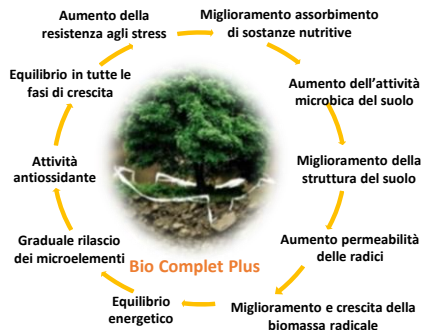 Aumento della
resistenza agli stress
Miglioramento assorbimento
di sostanze nutritive
Aumento dell'attività
microbica del suolo
Miglioramento della
struttura del suolo
Aumento permeabilità
delle radici
Miglioramento e crescita della
biomassa radicale
Equilibrio
energetico
Graduale rilascio
dei microelementi
Attività
antiossidante
Equilibrio in tutte le
fasi di crescita
Bio Complet Plus